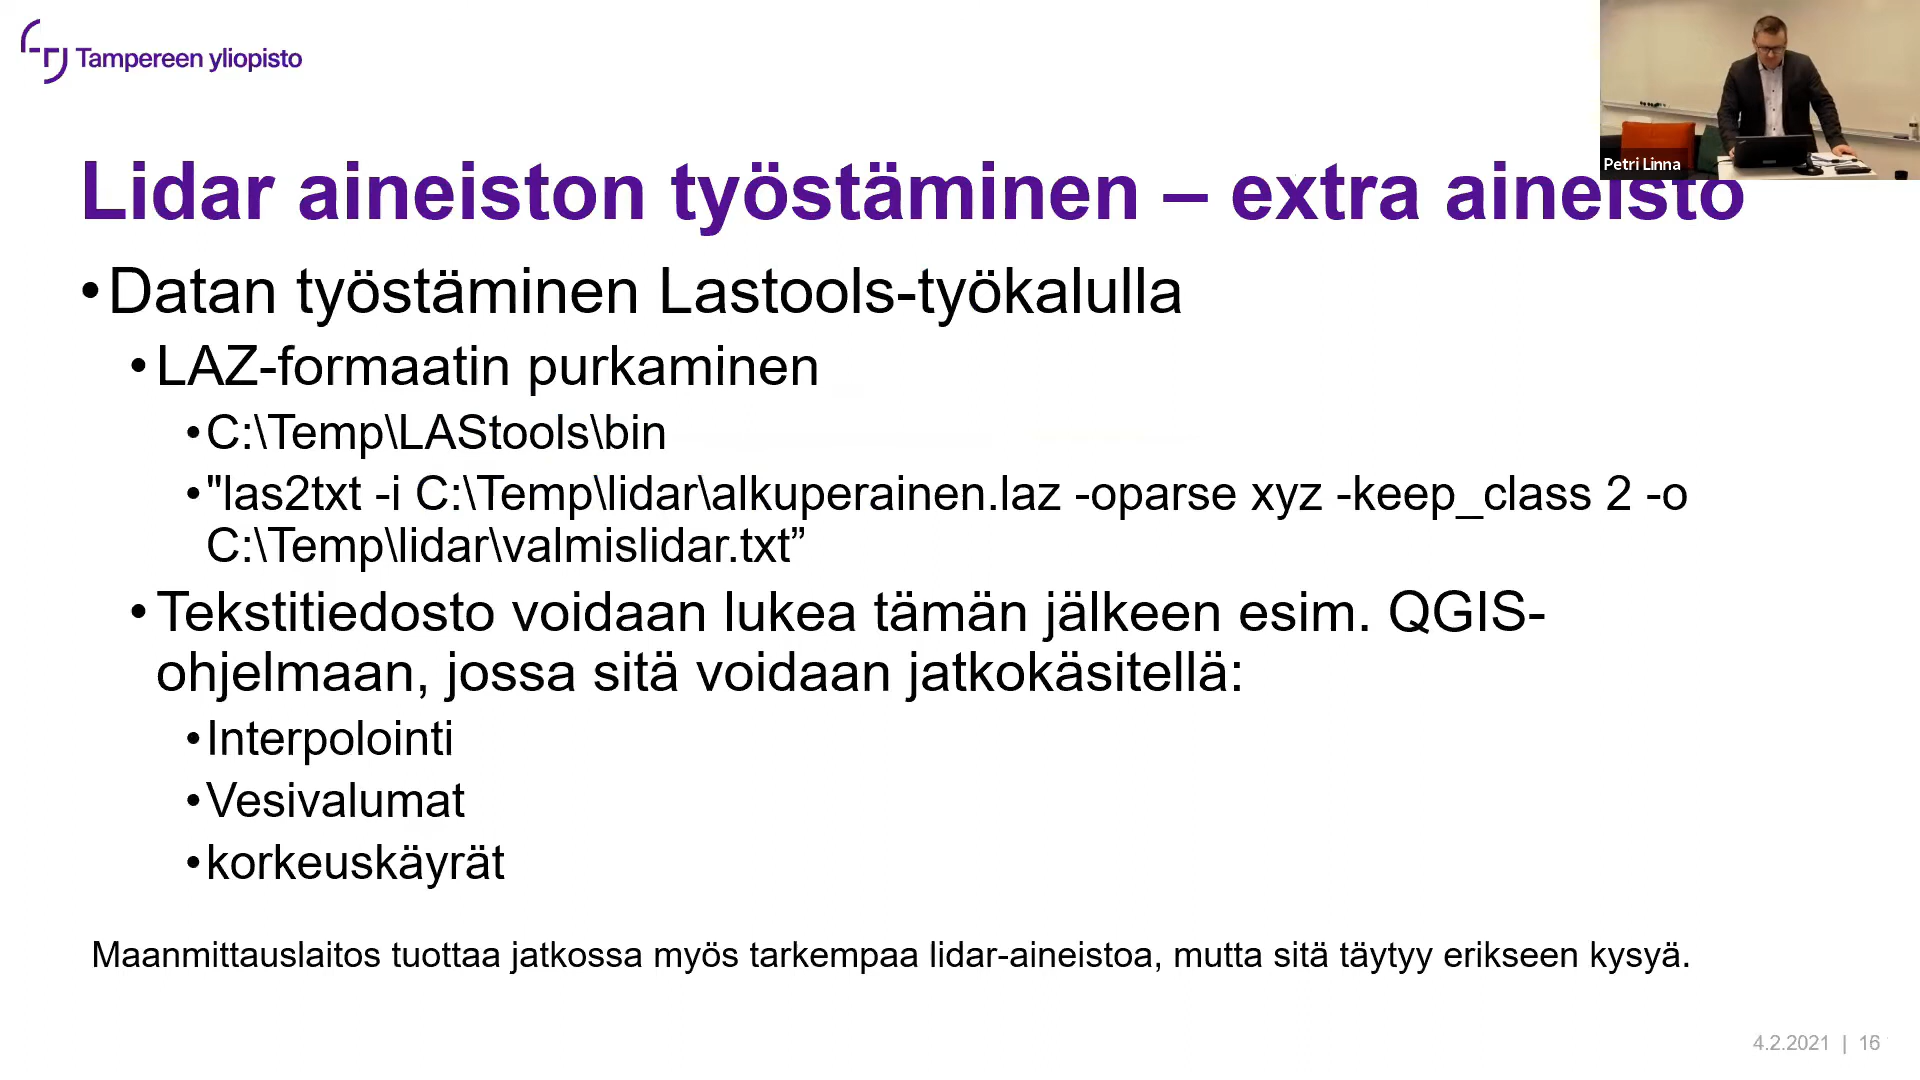 Tampereen yliopisto
Petri Linna
Lidar aineiston työstäminen – extra aineisto
•Datan työstäminen Lastools-työkalulla
•LAZ-formaatin purkaminen
•C:\Temp\LAStools\bin
•"las2txt -i C:\Temp\lidar\alkuperainen.laz -oparse xyz -keep_class 2 -o
C:\Temp\lidar\valmislidar.txt”
•Tekstitiedosto voidaan lukea tämän jälkeen esim. QGIS-
ohjelmaan, jossa sitä voidaan jatkokäsitellä:
•Interpolointi
•Vesivalumat
•korkeuskäyrät
Maanmittauslaitos tuottaa jatkossa myös tarkempaa lidar-aineistoa, mutta sitä täytyy erikseen kysyä.
4.2.2021 | 16